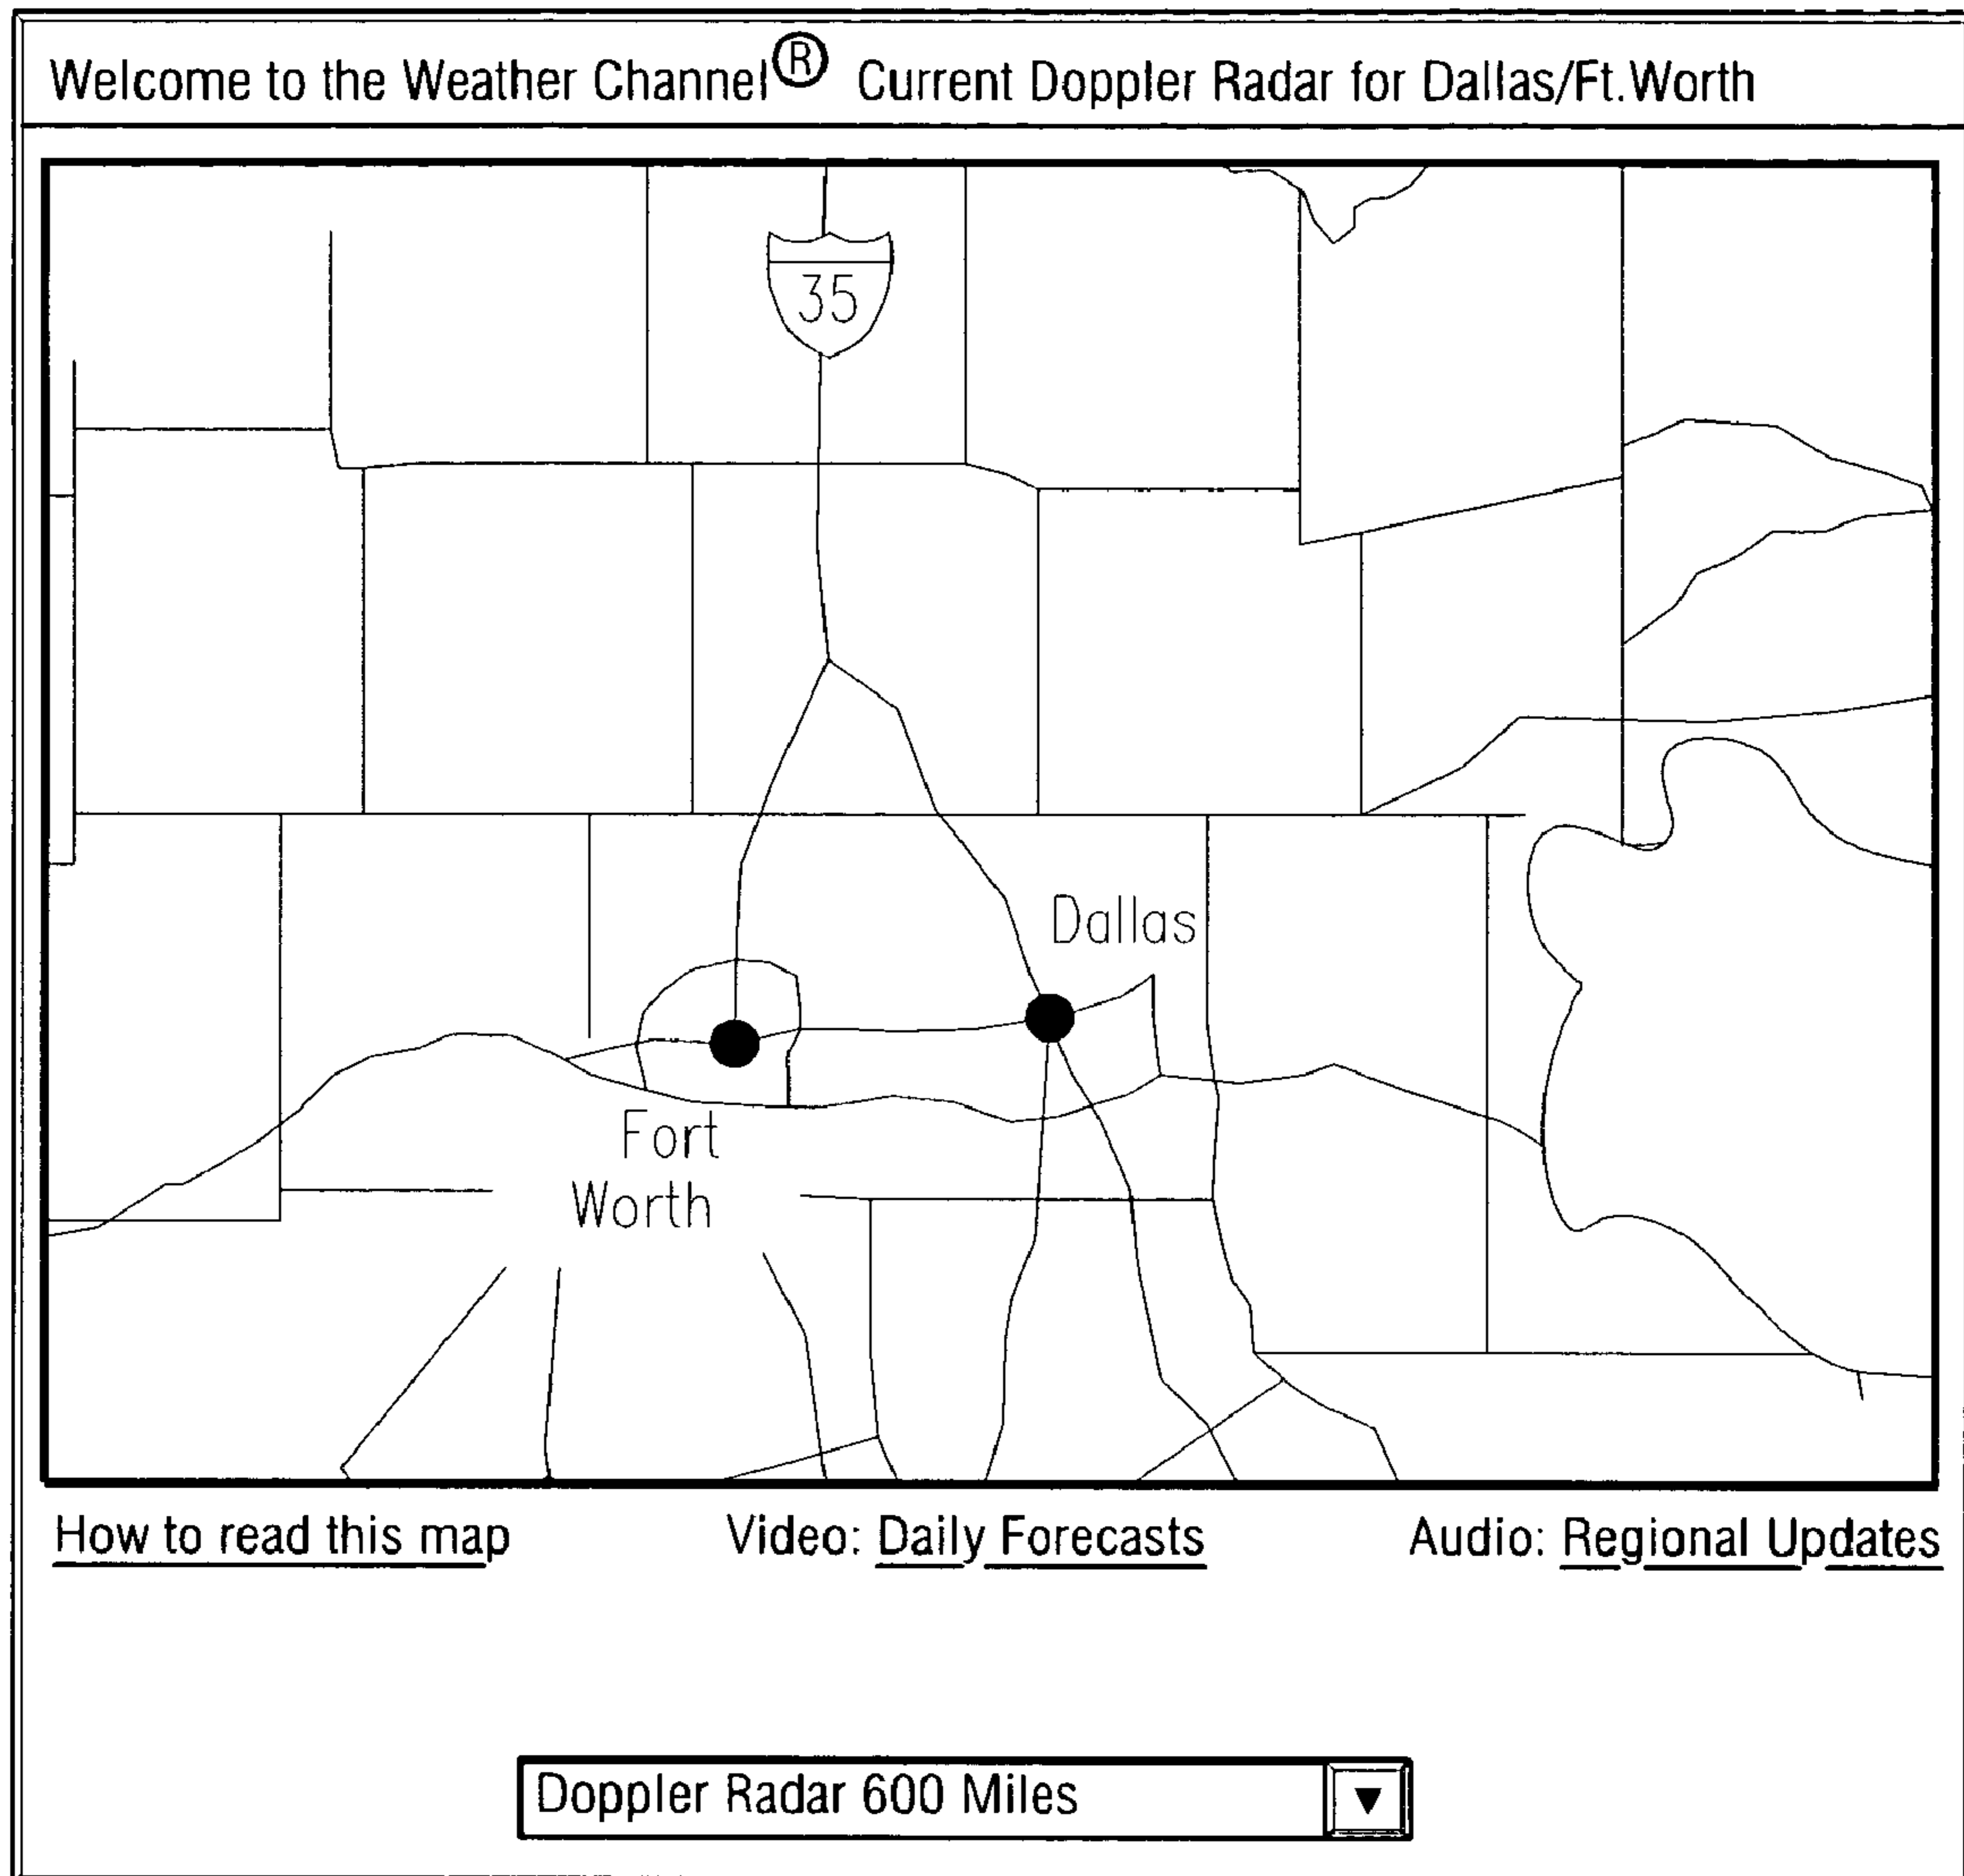 Welcome to the Weather Channel® Current Doppler Radar for Dallas/Ft.Worth
35
Dallas
Fort
Worth
How to read this map Video: Daily Forecasts Audio: Regional Updates
Doppler Radar 600 Miles ▼